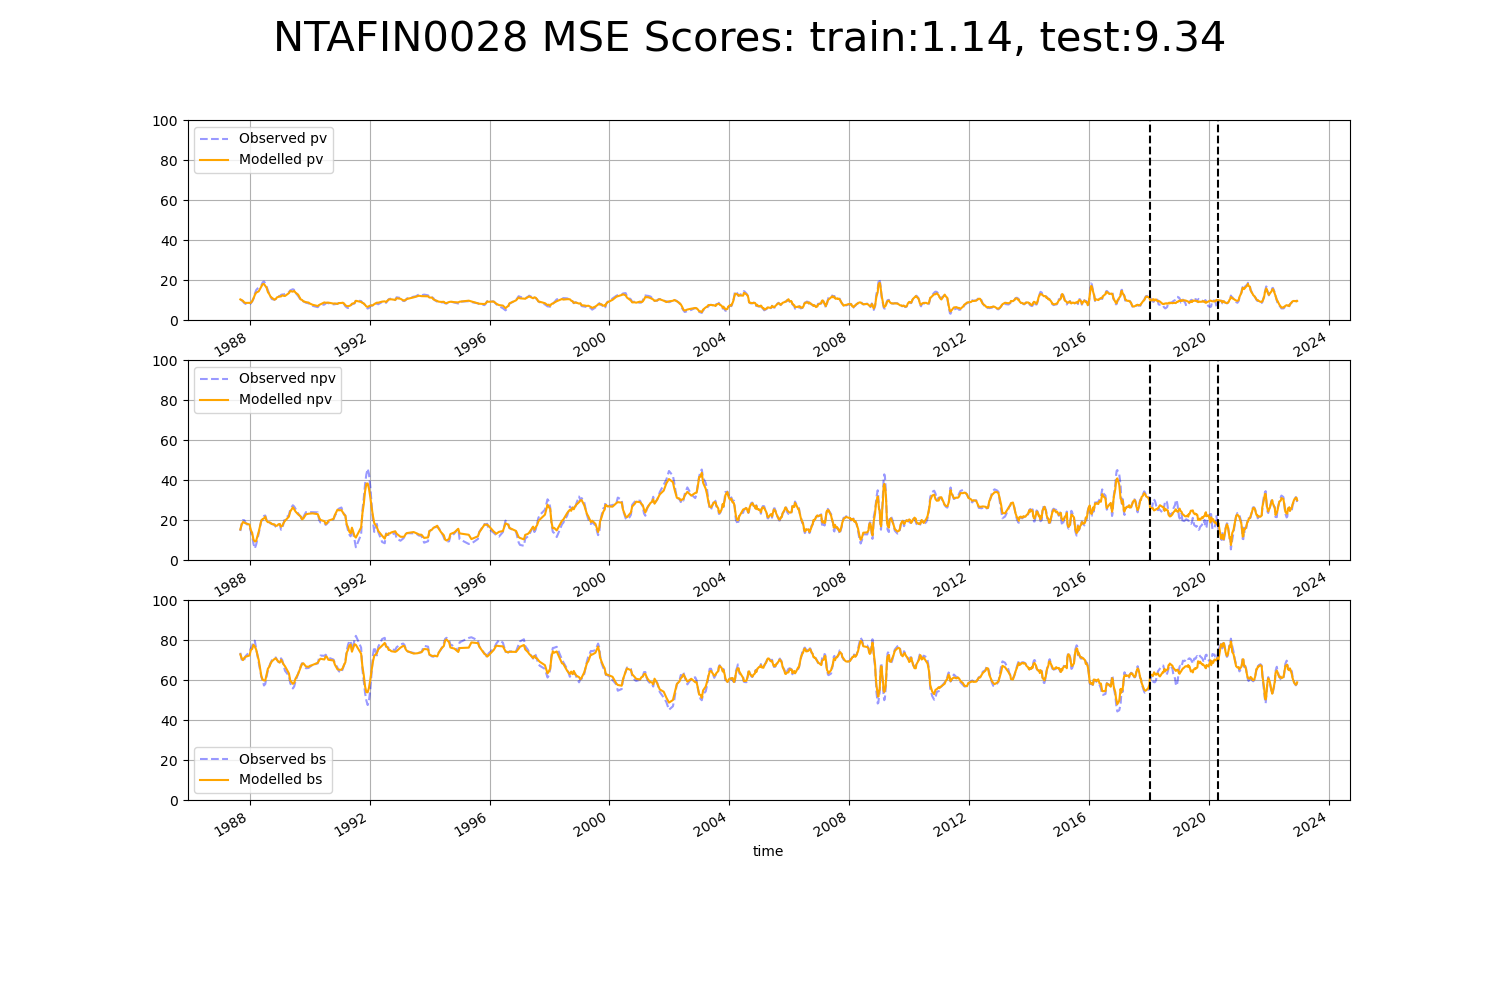 NTAFIN0028 MSE Scores: train:1.14, test:9.34
100
80
60
40
20
0
Observed pv
Modelled pv
1988 1992 1996 2000 2004 2008 2012 2016 2020 2024
100
80
60
40
20
0
Observed npv
Modelled npv
1988 1992 1996 2000 2004 2008 2012 2016 2020 2024
100
80
60
40
20
0
Observed bs
Modelled bs
1988 1992 1996 2000 2004 2008 2012 2016 2020 2024
time